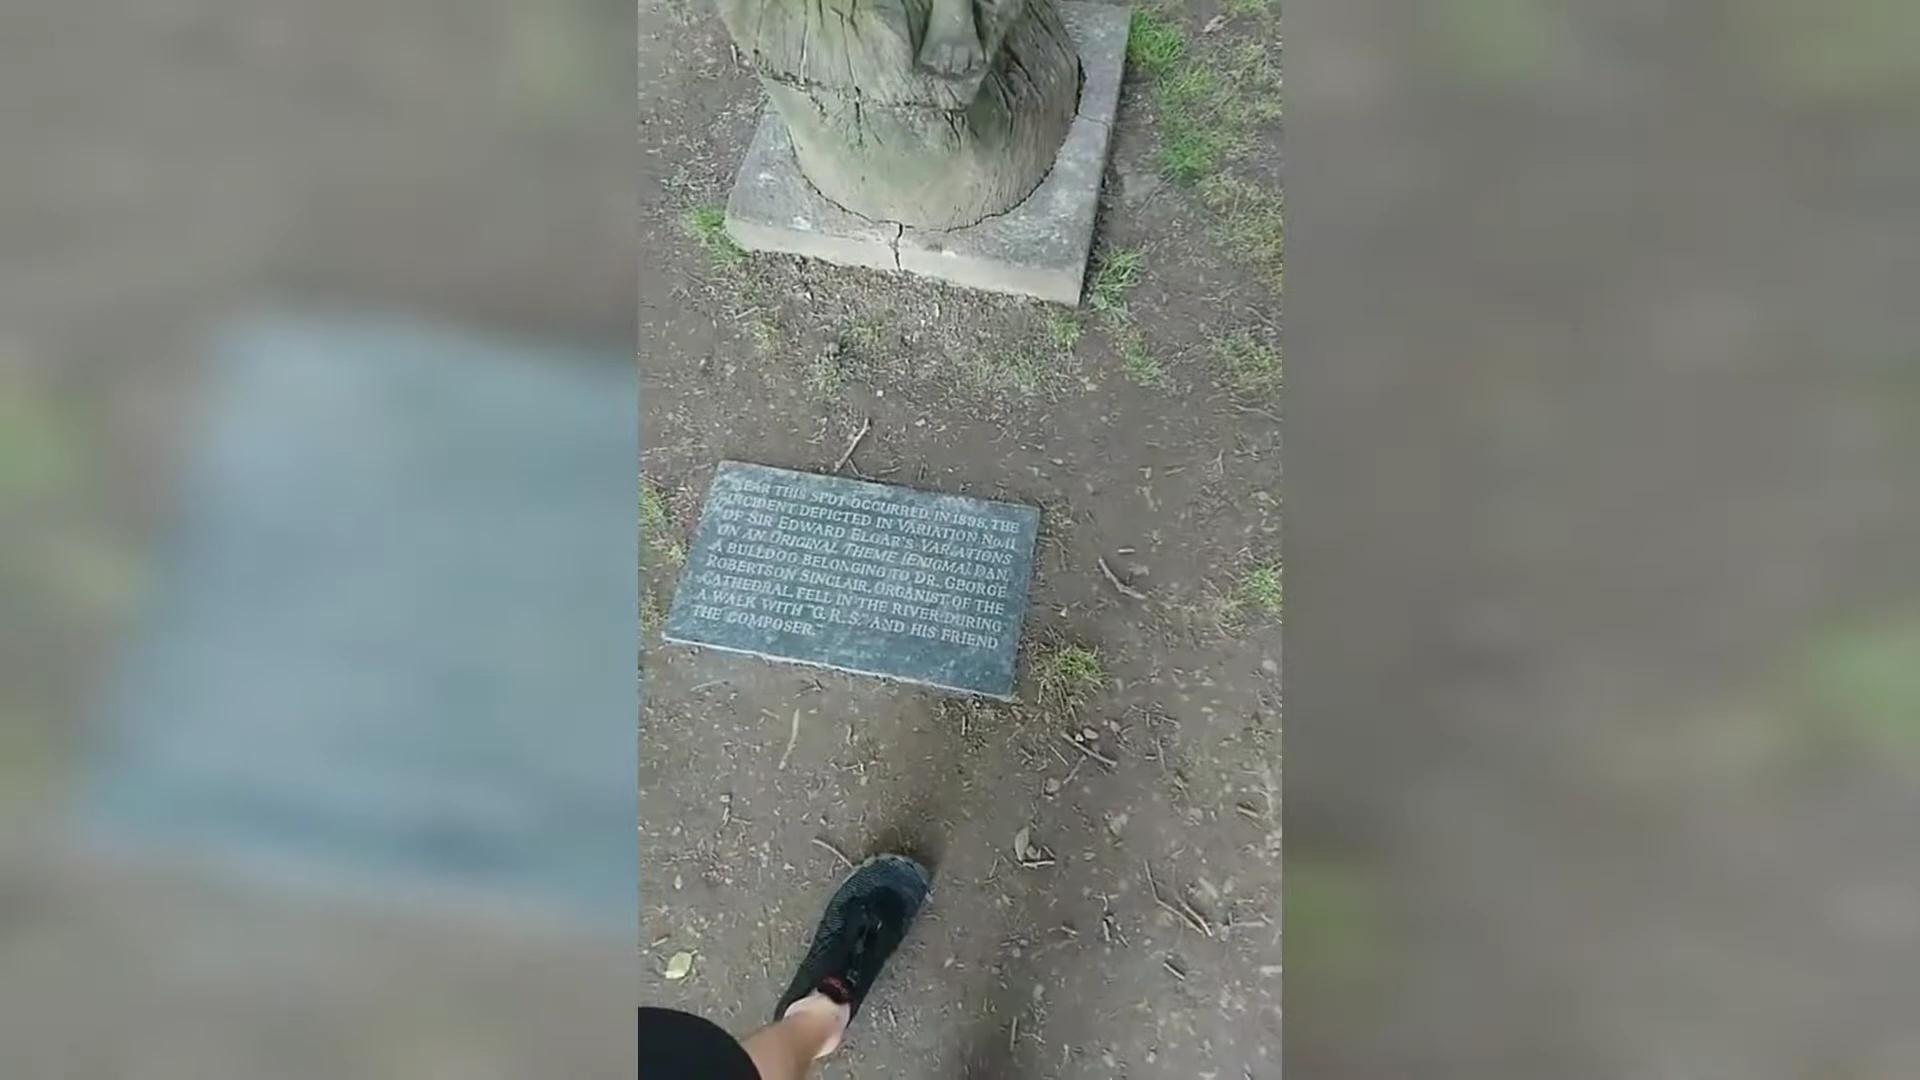 NEAR THIS SPOT OCCURRED, IN 1898, THE
INCIDENT DEPICTED IN VARIATION No. 11
OF SIR EDWARD ELGAR'S VARIATIONS
ON AN ORIGINAL THEME (ENIGMA). DAN,
A BULLDOG BELONGING TO DR. GEORGE
ROBERTSON SINCLAIR, ORGANIST OF THE
CATHEDRAL, FELL IN THE RIVER DURING
A WALK WITH "G.R.S." AND HIS FRIEND
THE COMPOSER.